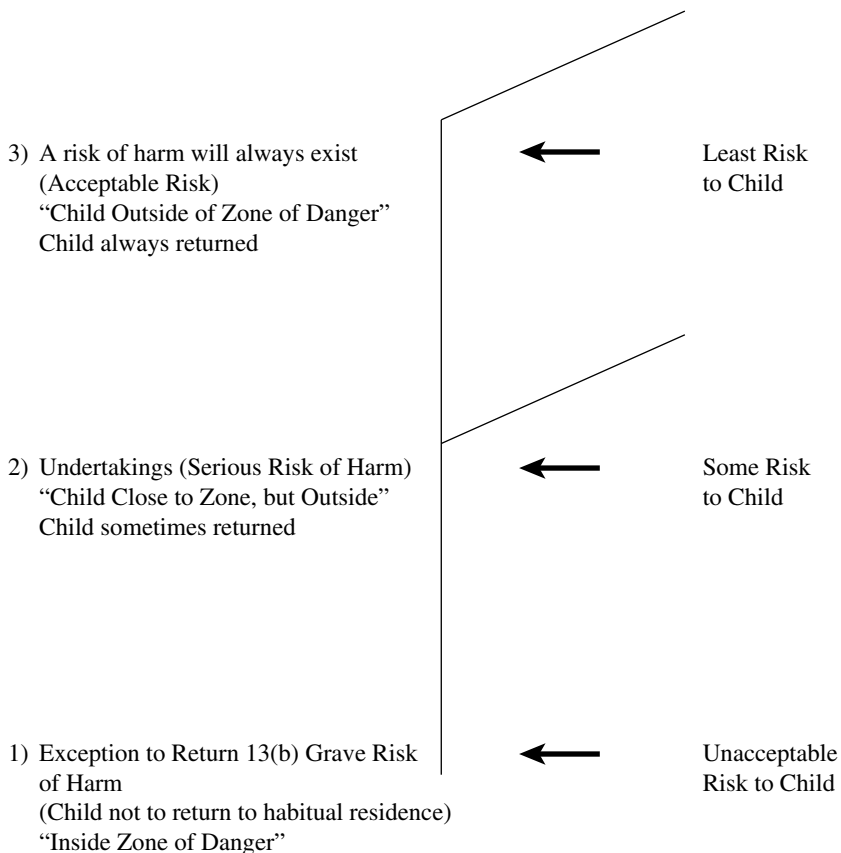 3) A risk of harm will always exist
(Acceptable Risk)
“Child Outside of Zone of Danger”
Child always returned
Least Risk
to Child
2) Undertakings (Serious Risk of Harm)
“Child Close to Zone, but Outside”
Child sometimes returned
Some Risk
to Child
1) Exception to Return 13(b) Grave Risk
of Harm
(Child not to return to habitual residence)
“Inside Zone of Danger”
Unacceptable
Risk to Child